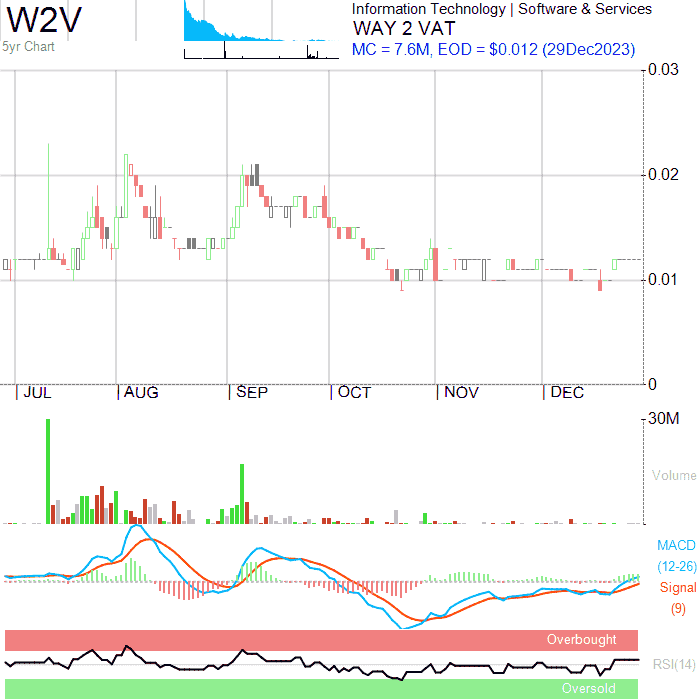 W2V
5yr Chart
Information Technology | Software & Services
WAY 2 VAT
MC = 7.6M, EOD = $0.012 (29Dec2023)
0.03
0.02
0.01
0
| JUL | AUG | SEP | OCT | NOV | DEC
30M
Volume
MACD
(12-26)
Signal
(9)
Overbought
RSI(14)
Oversold